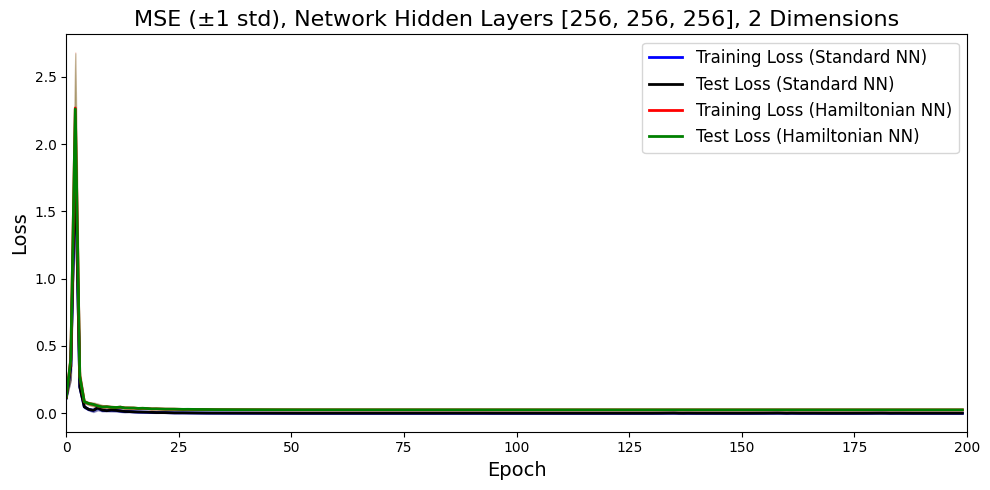 MSE (±1 std), Network Hidden Layers [256, 256, 256], 2 Dimensions
Training Loss (Standard NN)
Test Loss (Standard NN)
Training Loss (Hamiltonian NN)
Test Loss (Hamiltonian NN)
Loss
2.5
2.0
1.5
1.0
0.5
0.0
0 25 50 75 100 125 150 175 200
Epoch